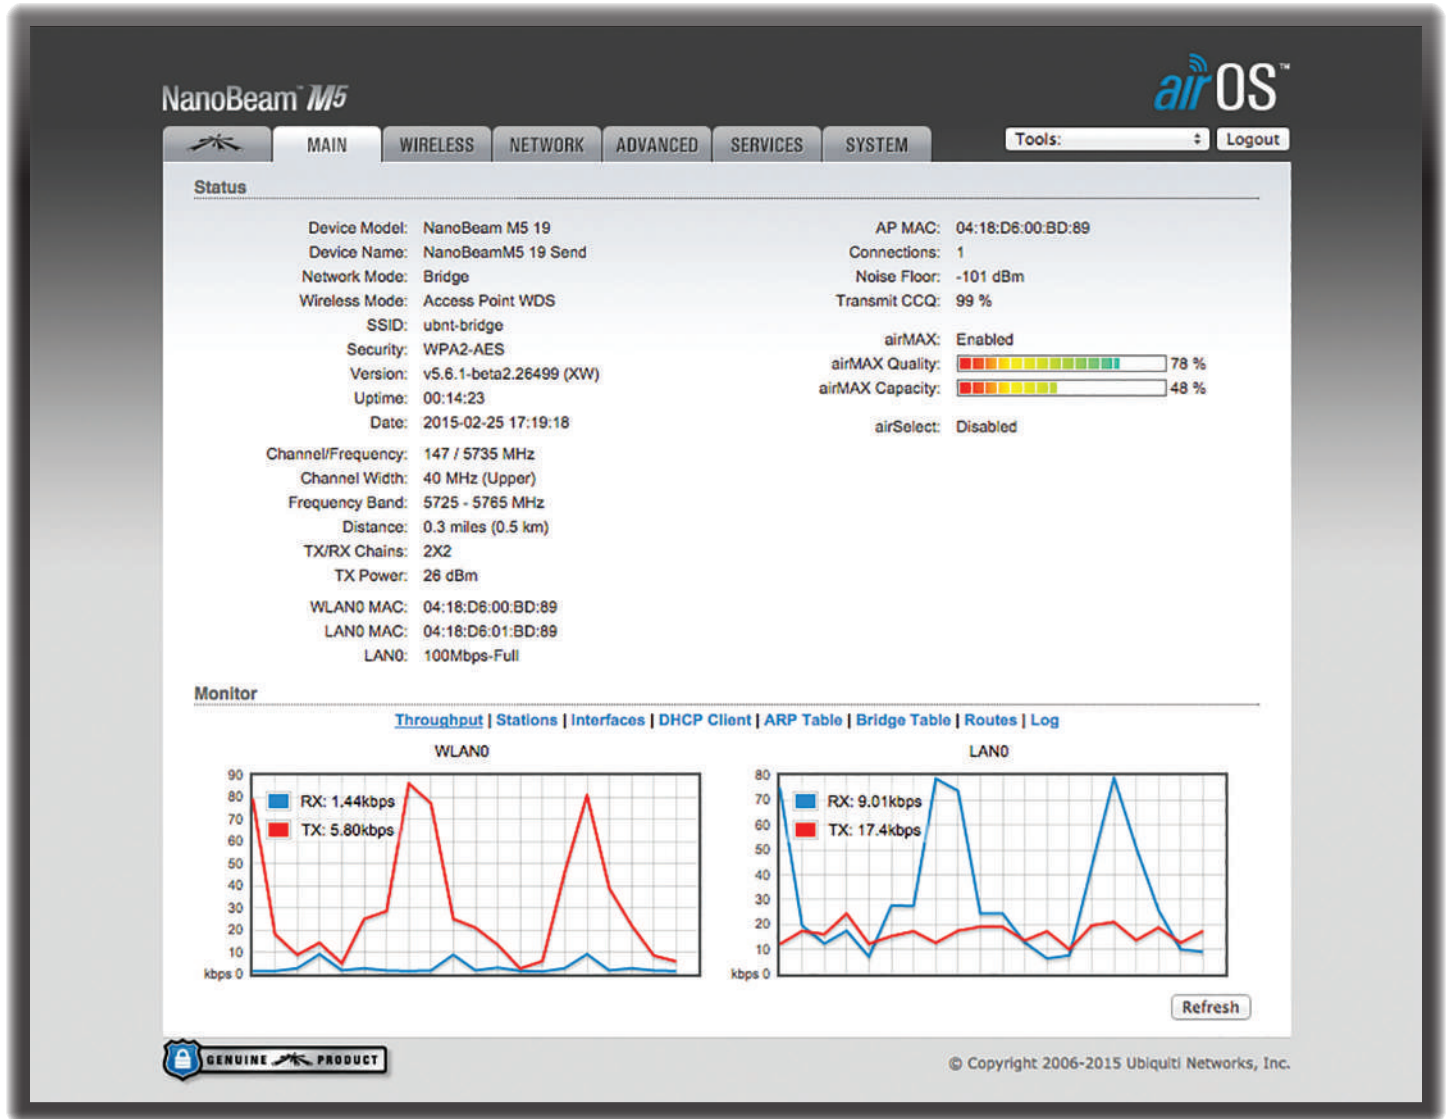 NanoBeam™ M5
airOS™
MAIN WIRELESS NETWORK ADVANCED SERVICES SYSTEM
Tools: Logout
Status
Device Model: NanoBeam M5 19
Device Name: NanoBeamM5 19 Send
Network Mode: Bridge
Wireless Mode: Access Point WDS
SSID: ubnt-bridge
Security: WPA2-AES
Version: v5.6.1-beta2.26499 (XW)
Uptime: 00:14:23
Date: 2015-02-25 17:19:18
Channel/Frequency: 147 / 5735 MHz
Channel Width: 40 MHz (Upper)
Frequency Band: 5725 - 5765 MHz
Distance: 0.3 miles (0.5 km)
TX/RX Chains: 2X2
TX Power: 26 dBm
WLAN0 MAC: 04:18:D6:00:BD:89
LAN0 MAC: 04:18:D6:01:BD:89
LAN0: 100Mbps-Full
AP MAC: 04:18:D6:00:BD:89
Connections: 1
Noise Floor: -101 dBm
Transmit CCQ: 99 %
airMAX: Enabled
airMAX Quality: 78 %
airMAX Capacity: 48 %
airSelect: Disabled
Monitor
Throughput | Stations | Interfaces | DHCP Client | ARP Table | Bridge Table | Routes | Log
WLAN0
90
80
70
60
50
40
30
20
10
kbps 0
RX: 1.44kbps
TX: 5.80kbps
LAN0
80
70
60
50
40
30
20
10
kbps 0
RX: 9.01kbps
TX: 17.4kbps
Refresh
GENUINE PRODUCT
© Copyright 2006-2015 Ubiquiti Networks, Inc.